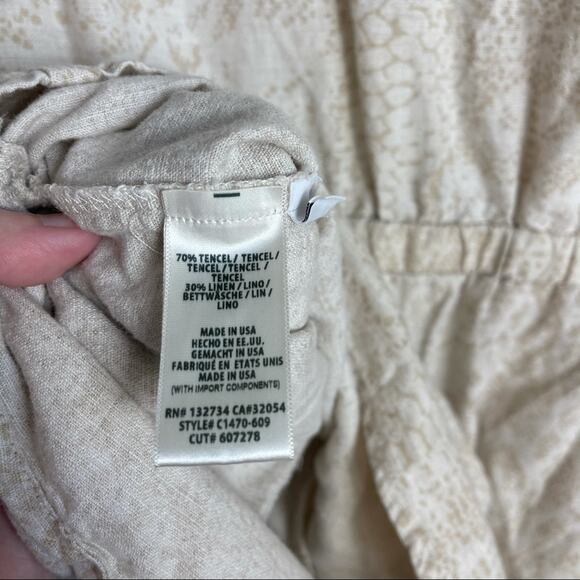 70% TENCEL / TENCEL /
TENCEL / TENCEL /
TENCEL
30% LINEN / LINO /
BETTWÄSCHE / LIN /
LINO
MADE IN USA
HECHO EN EE.UU.
GEMACHT IN USA
FABRIQUÉ EN ETATS UNIS
MADE IN USA
(WITH IMPORT COMPONENTS)
RN# 132734 CA#32054
STYLE# C1470-609
CUT# 607278